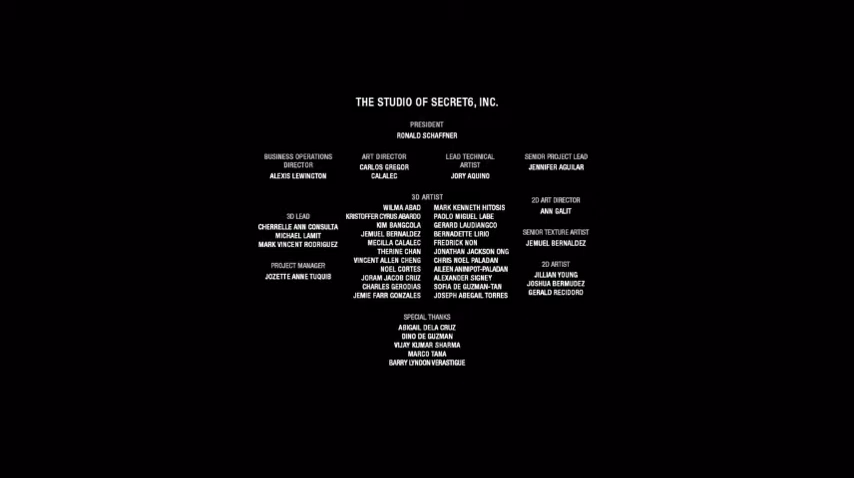 THE STUDIO OF SECRET6, INC.
PRESIDENT
RONALD SCHAFFNER
BUSINESS OPERATIONS
DIRECTOR
ALEXIS LEWINGTON
ART DIRECTOR
CARLOS GREGOR
CALALEC
LEAD TECHNICAL
ARTIST
JORY AQUINO
SENIOR PROJECT LEAD
JENNIFER AGUILAR
3D LEAD
CHERRELLE ANN CONSULTA
MICHAEL LAMIT
MARK VINCENT RODRIGUEZ
PROJECT MANAGER
JOZETTE ANNE TUQUIB
3D ARTIST
WILMA ABAD
KRISTOFFER CYRUS ABARDO
KIM BANGCOLA
JEMUEL BERNALDEZ
MECILLA CALALEC
THERINE CHAN
VINCENT ALLEN CHENG
NOEL CORTES
JORAM JACOB CRUZ
CHARLES GERODIAS
JEMIE FARR GONZALES
MARK KENNETH HITOSIS
PAOLO MIGUEL LABE
GERARD LAUDIANGCO
BERNADETTE LIRIO
FREDRICK NON
JONATHAN JACKSON ONG
CHRIS NOEL PALADAN
AILEEN ANINIPOT-PALADAN
ALEXANDER SIGNEY
SOFIA DE GUZMAN-TAN
JOSEPH ABEGAIL TORRES
2D ART DIRECTOR
ANN GALIT
SENIOR TEXTURE ARTIST
JEMUEL BERNALDEZ
2D ARTIST
JILLIAN YOUNG
JOSHUA BERMUDEZ
GERALD RECIDORO
SPECIAL THANKS
ABIGAIL DELA CRUZ
DINO DE GUZMAN
VIJAY KUMAR SHARMA
MARCO TANA
BARRY LYNDON VERASTIGUE